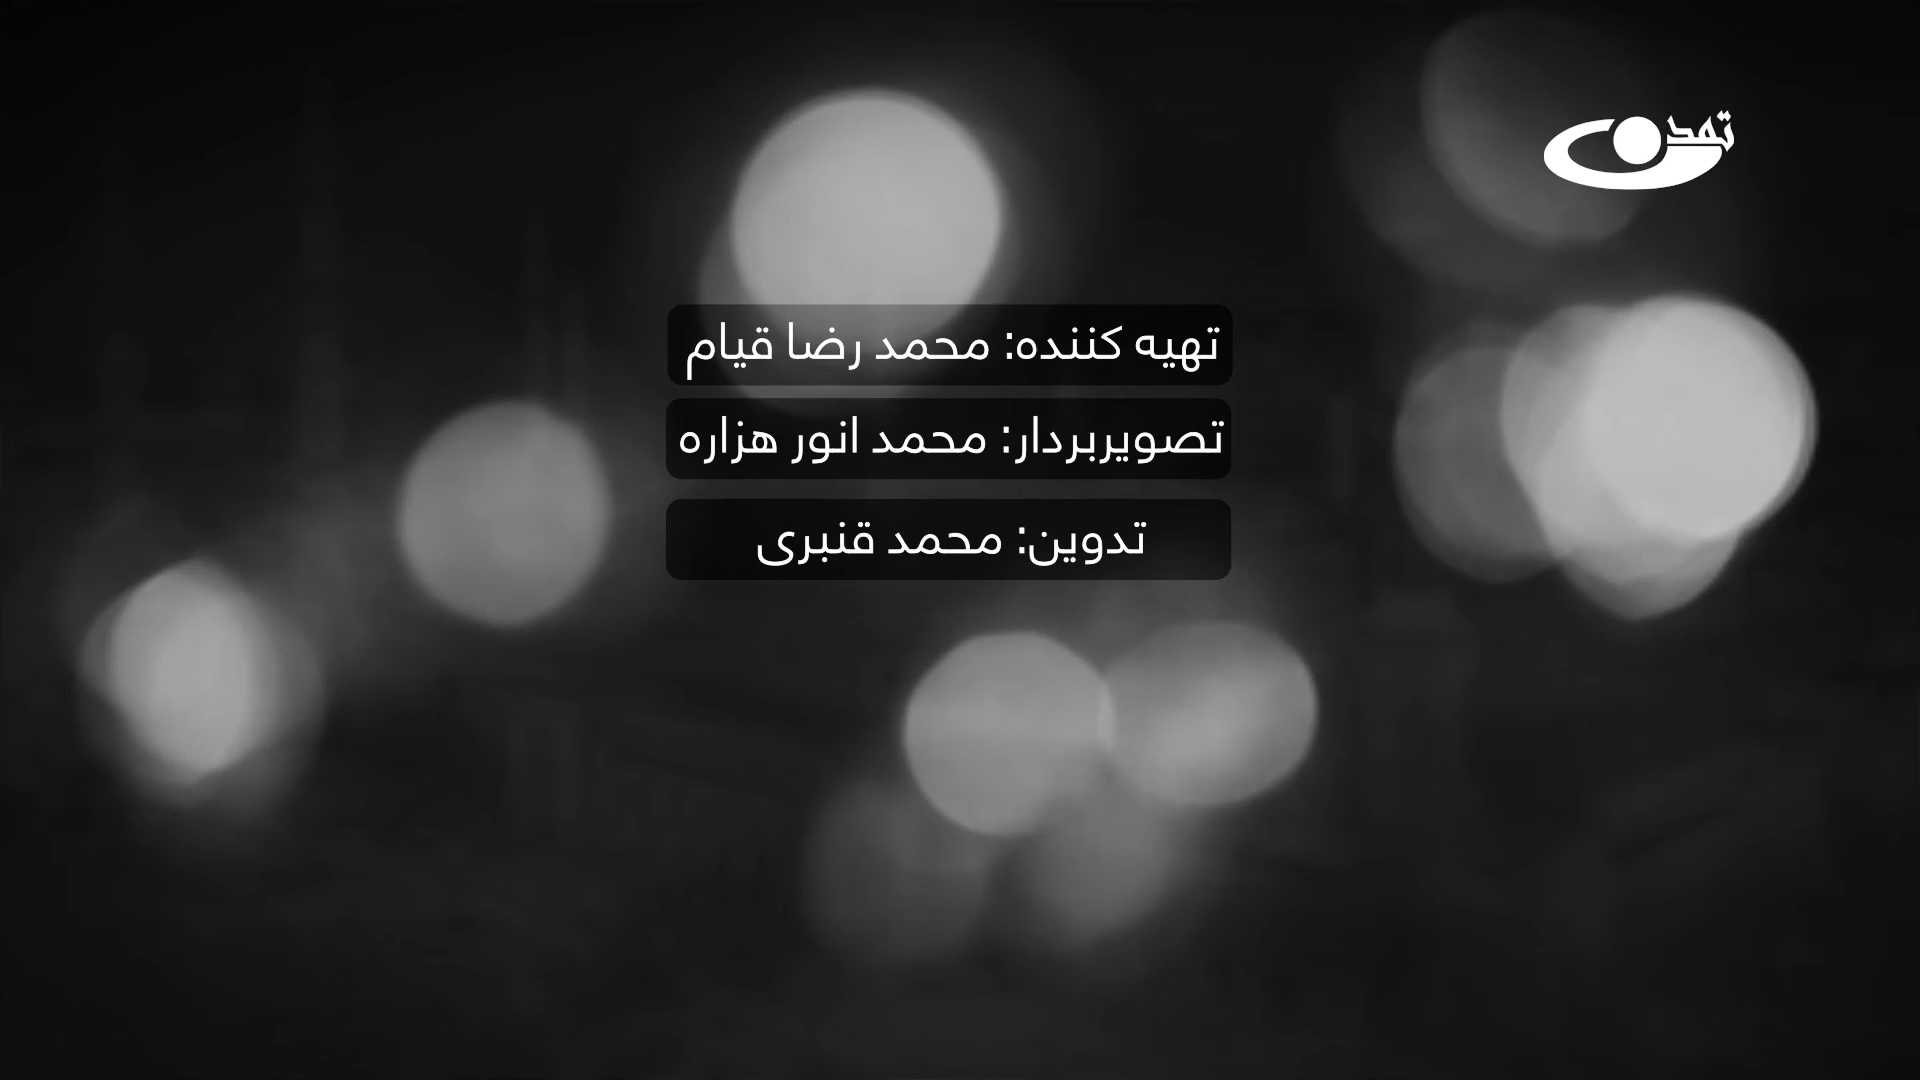 تمدن
تهیه کننده: محمد رضا قیام
تصویربردار: محمد انور هزاره
تدوین: محمد قنبری